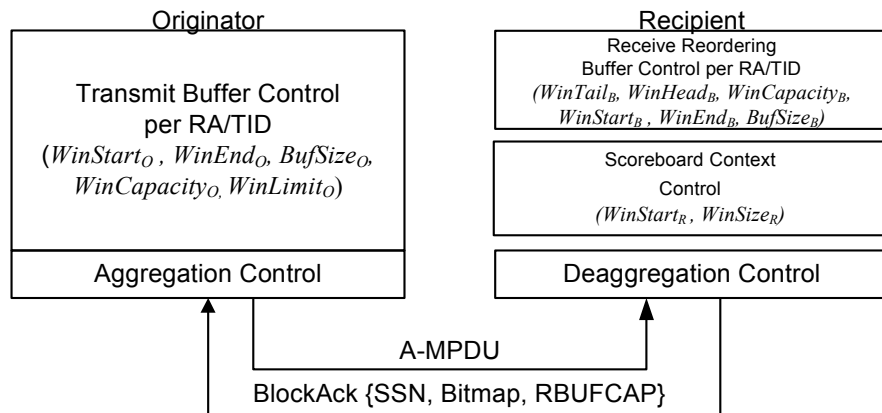 Originator
Transmit Buffer Control
per RA/TID
(WinStartO , WinEndO, BufSizeO,
WinCapacityO, WinLimitO)
Aggregation Control
Recipient
Receive Reordering
Buffer Control per RA/TID
(WinTailB, WinHeadB, WinCapacityB,
WinStartB , WinEndB, BufSizeB)
Scoreboard Context
Control
(WinStartR , WinSizeR)
Deaggregation Control
A-MPDU
BlockAck {SSN, Bitmap, RBUFCAP}